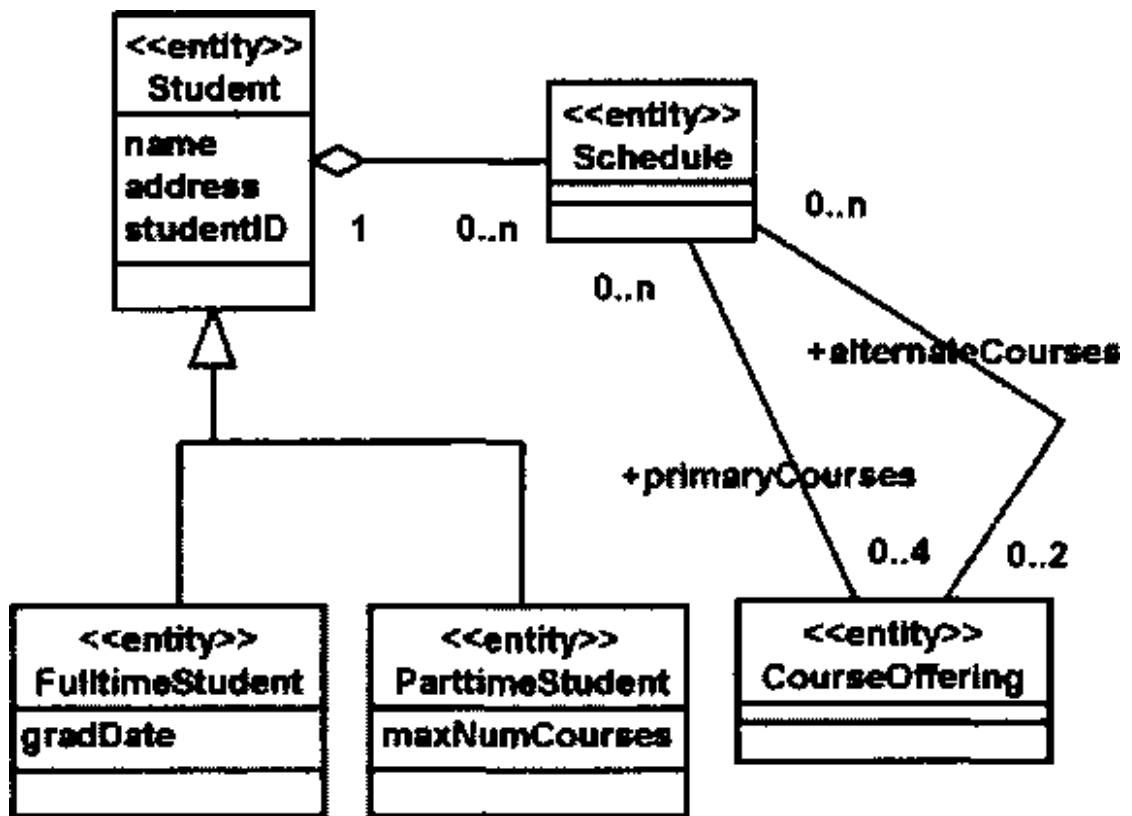 <<entity>>
Student
name
address
studentID
1
0..n
<<entity>>
Schedule
0..n
0..n
+alternateCourses
+primaryCourses
0..4
0..2
<<entity>>
FulltimeStudent
gradDate
<<entity>>
ParttimeStudent
maxNumCourses
<<entity>>
CourseOffering